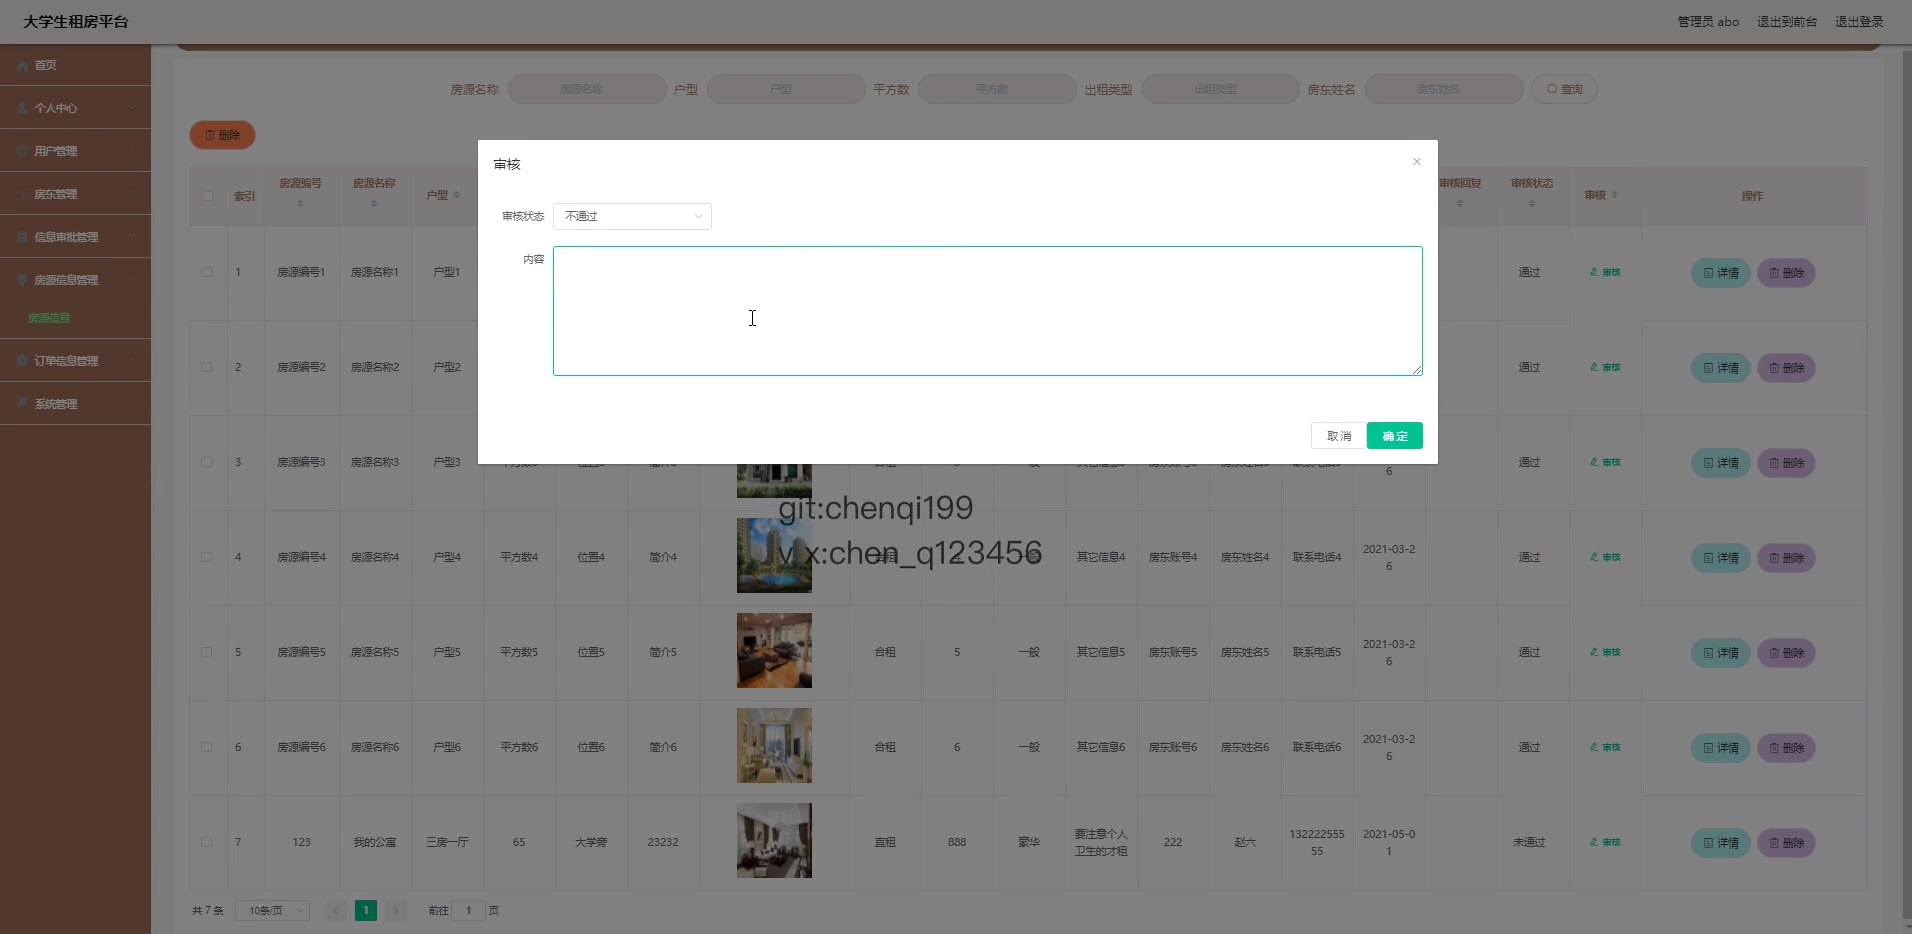 大学生租房平台
管理员 abo 退出到前台 退出登录
首页
个人中心
用户管理
房东管理
信息审批管理
房源信息管理
房源信息
订单信息管理
系统管理
房源名称 房源名称 户型 户型 平方数 平方数 出租类型 出租类型 房东姓名 房东姓名 查询
删除
索引 房源编号 房源名称 户型 审核回复 审核状态 审核 操作
审核
审核状态 不通过
内容
取消 确定
1 房源编号1 房源名称1 户型1 通过 审核 详情 删除
2 房源编号2 房源名称2 户型2 通过 审核 详情 删除
3 房源编号3 房源名称3 户型3 6 通过 审核 详情 删除
git:chenqi199
v x:chen_q123456
4 房源编号4 房源名称4 户型4 平方数4 位置4 简介4 其它信息4 房东账号4 房东姓名4 联系电话4 2021-03-2
6 通过 审核 详情 删除
5 房源编号5 房源名称5 户型5 平方数5 位置5 简介5 合租 5 一般 其它信息5 房东账号5 房东姓名5 联系电话5 2021-03-2
6 通过 审核 详情 删除
6 房源编号6 房源名称6 户型6 平方数6 位置6 简介6 合租 6 一般 其它信息6 房东账号6 房东姓名6 联系电话6 2021-03-2
6 通过 审核 详情 删除
7 123 我的公寓 三房一厅 65 大学旁 23232 直租 888 豪华 要注意个人
卫生的才租 222 赵六 132222555
55 2021-05-0
1 未通过 审核 详情 删除
共 7 条 10条/页 1 前往 1 页